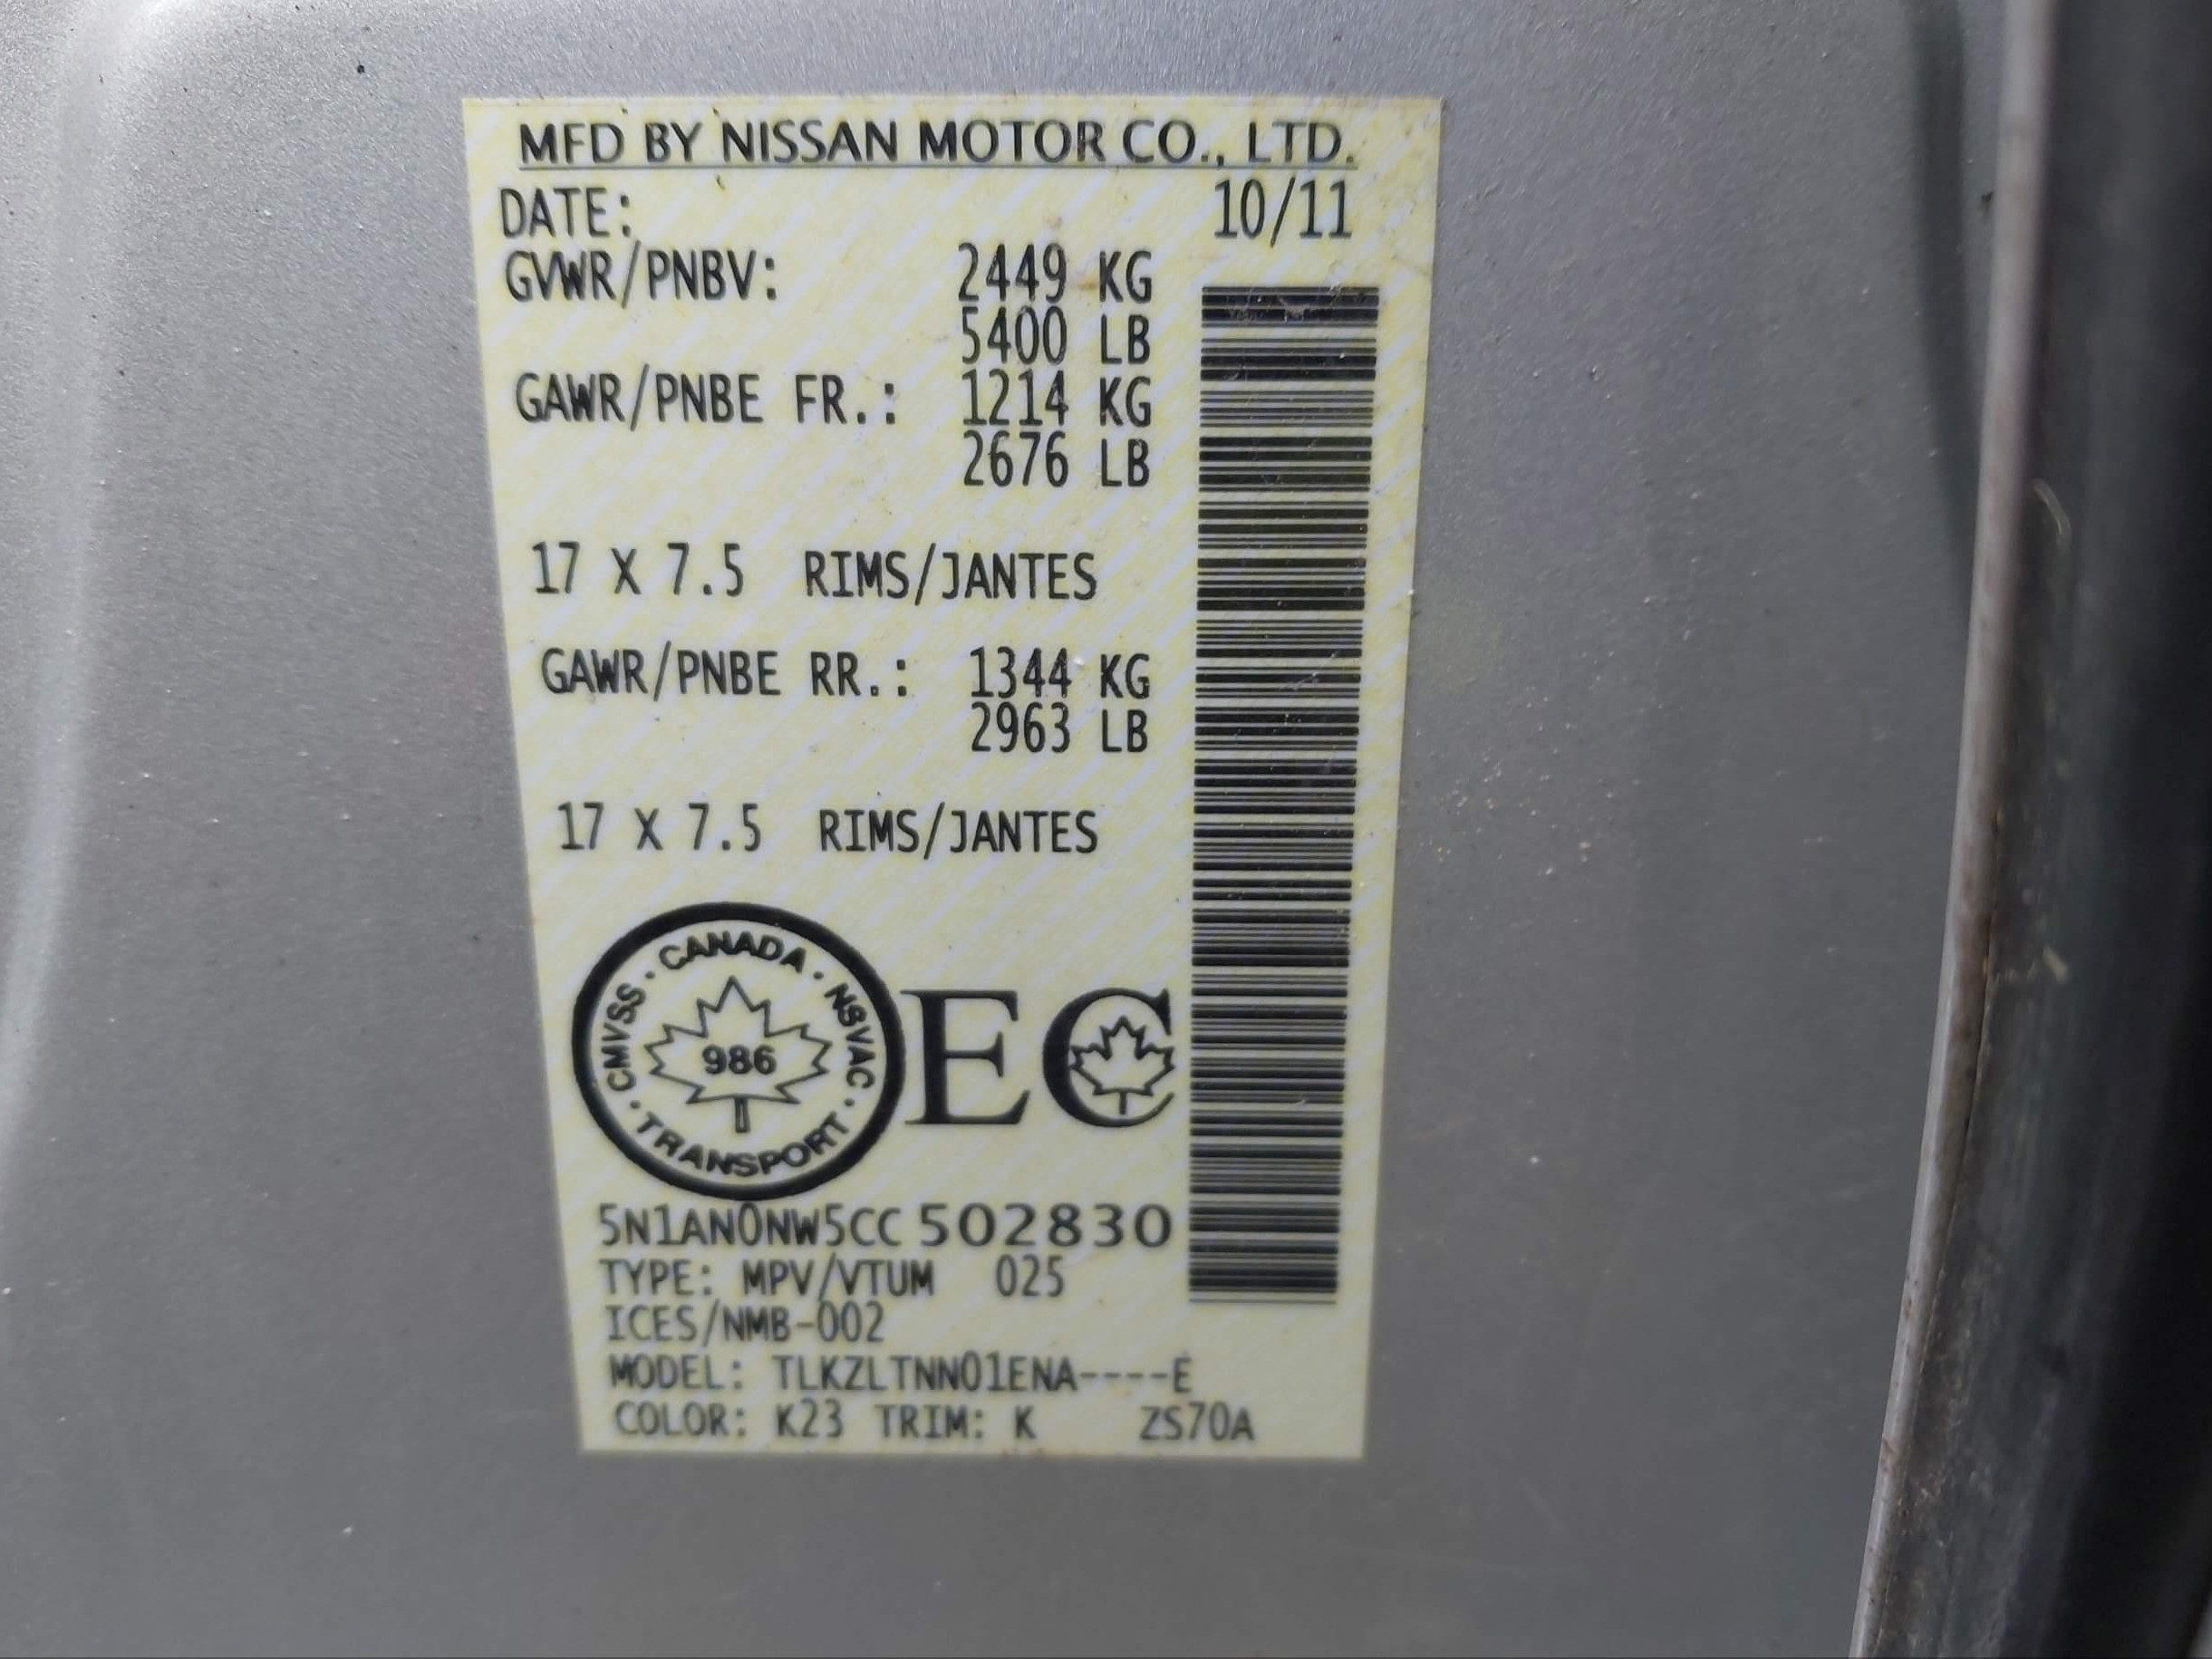 MFD BY NISSAN MOTOR CO., LTD.
DATE: 10/11
GVWR/PNBV: 2449 KG
5400 LB
GAWR/PNBE FR.: 1214 KG
2676 LB
17 X 7.5 RIMS/JANTES
GAWR/PNBE RR.: 1344 KG
2963 LB
17 X 7.5 RIMS/JANTES
CMVSS · CANADA · NSVAC · TRANSPORT ·
986
EC
5N1AN0NW5CC502830
TYPE: MPV/VTUM 025
ICES/NMB-002
MODEL: TLKZLTNN01ENA----E
COLOR: K23 TRIM: K ZS70A